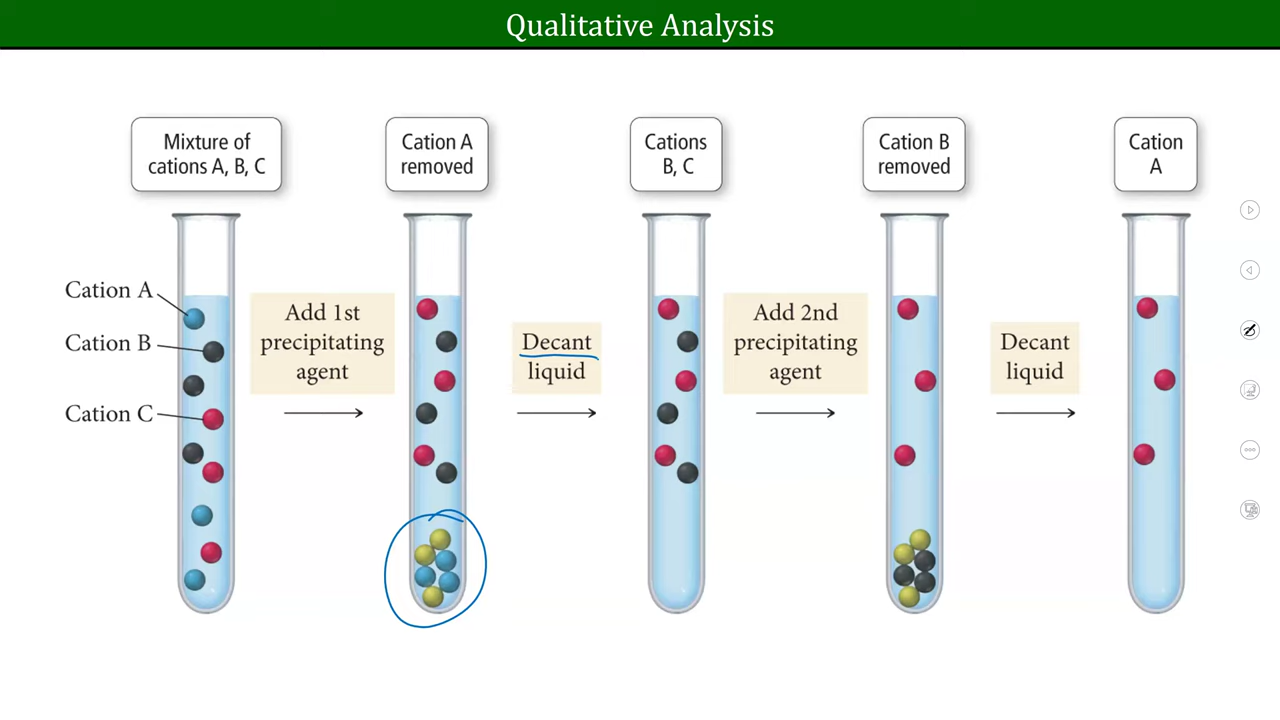 Qualitative Analysis
Mixture of
cations A, B, C
Cation A
removed
Cations
B, C
Cation B
removed
Cation
A
Cation A
Cation B
Cation C
Add 1st
precipitating
agent
Decant
liquid
Add 2nd
precipitating
agent
Decant
liquid